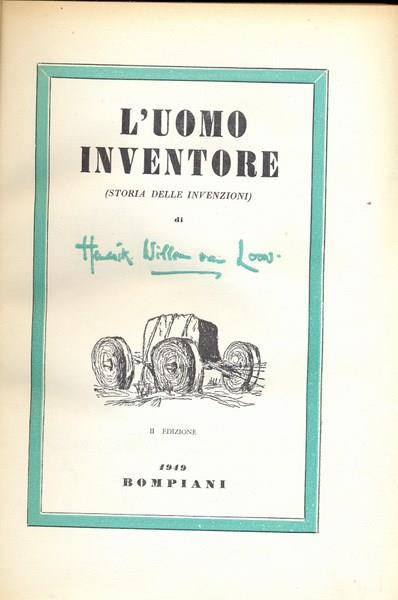 L'UOMO
INVENTORE
(STORIA DELLE INVENZIONI)
di
Hendrik Willem van Loon
II EDIZIONE
1949
BOMPIANI